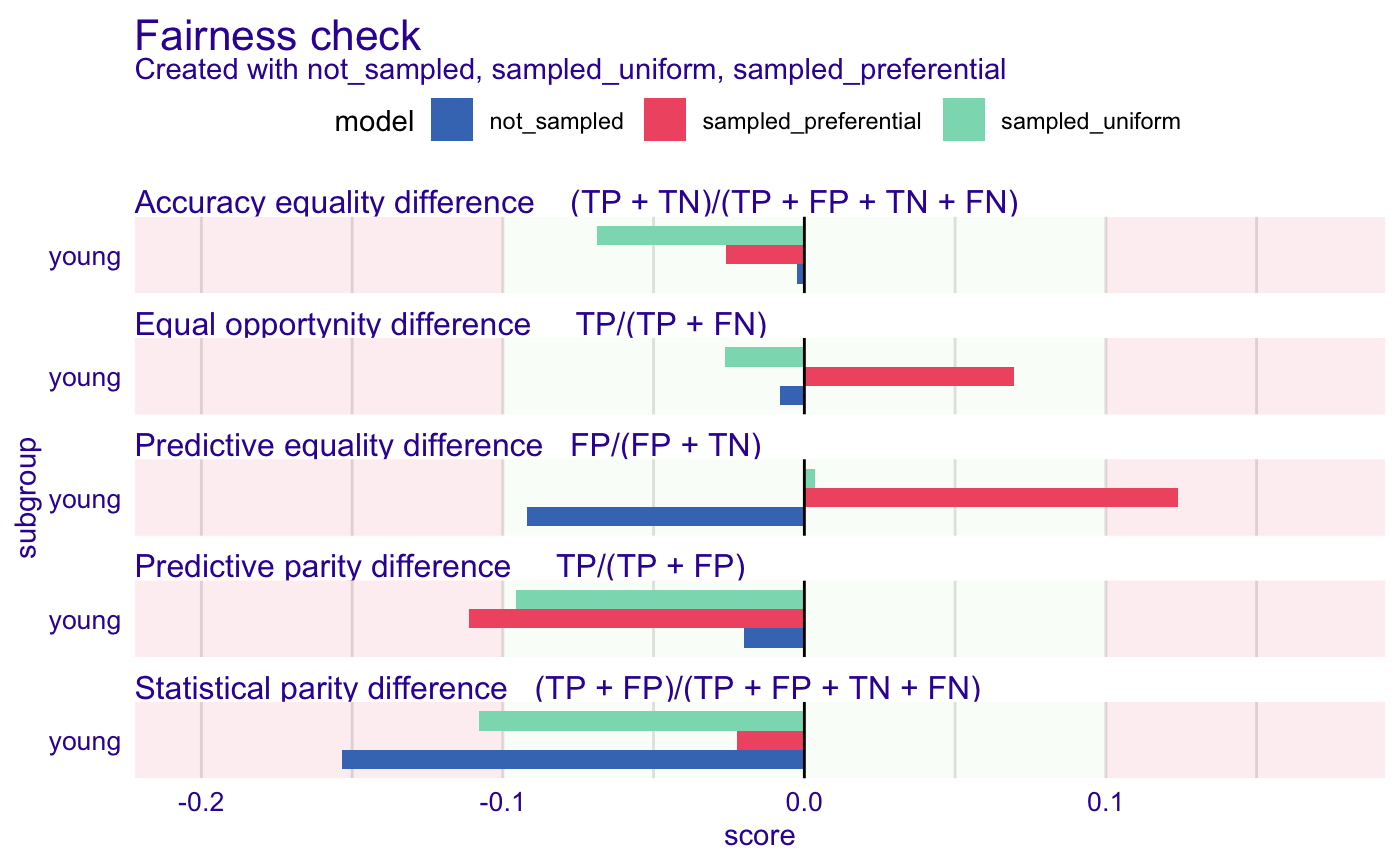 Fairness check
Created with not_sampled, sampled_uniform, sampled_preferential
model not_sampled sampled_preferential sampled_uniform
Accuracy equality difference (TP + TN)/(TP + FP + TN + FN)
young
Equal opportynity difference TP/(TP + FN)
young
Predictive equality difference FP/(FP + TN)
young
subgroup
Predictive parity difference TP/(TP + FP)
young
Statistical parity difference (TP + FP)/(TP + FP + TN + FN)
young
-0.2 -0.1 0.0 0.1
score